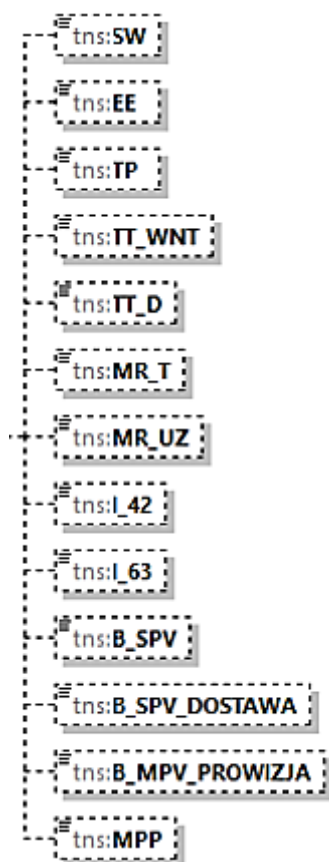 tns:SW
tns:EE
tns:TP
tns:TT_WNT
tns:TT_D
tns:MR_T
tns:MR_UZ
tns:I_42
tns:I_63
tns:B_SPV
tns:B_SPV_DOSTAWA
tns:B_MPV_PROWIZJA
tns:MPP